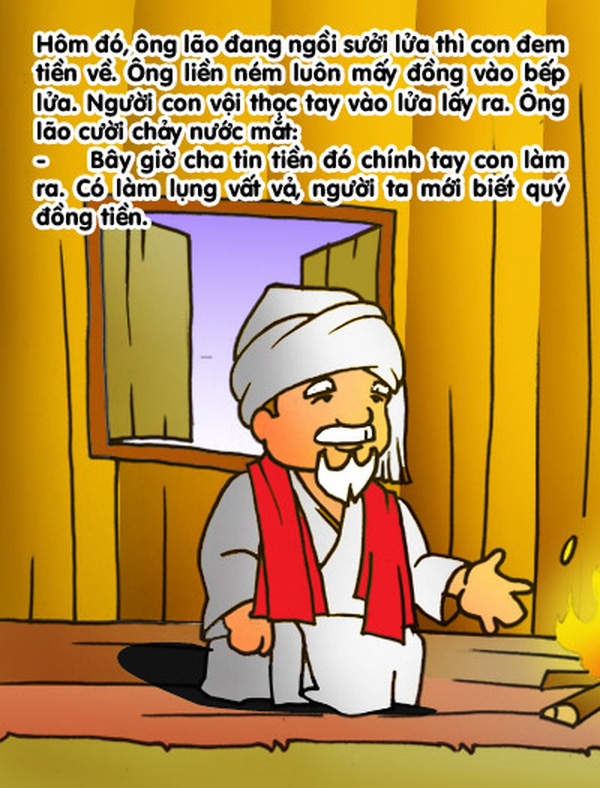 Hôm đó, ông lão đang ngồi sưởi lửa thì con đem
tiền về. Ông liền ném luôn mấy đồng vào bếp
lửa. Người con vội thọc tay vào lửa lấy ra. Ông
lão cười chảy nước mắt:
- Bây giờ cha tin tiền đó chính tay con làm
ra. Có làm lụng vất vả, người ta mới biết quý
đồng tiền.